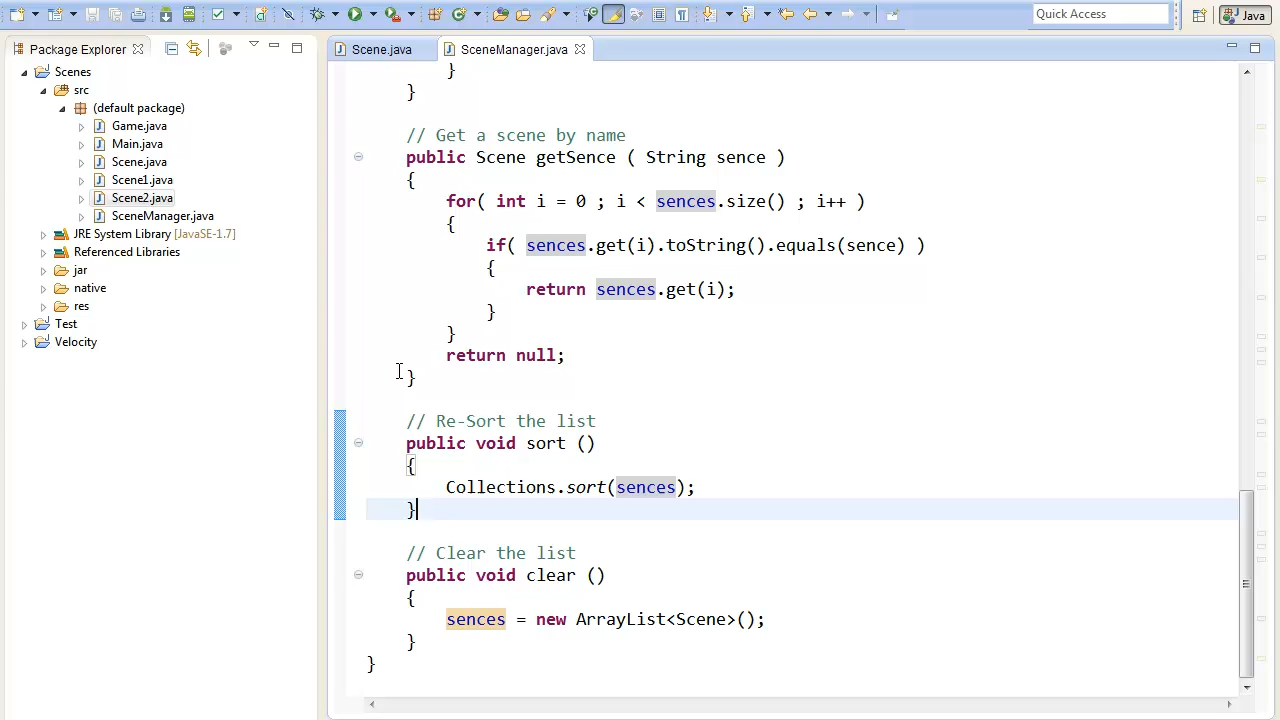 Quick Access
Java
Package Explorer
Scenes
src
(default package)
Game.java
Main.java
Scene.java
Scene1.java
Scene2.java
SceneManager.java
JRE System Library [JavaSE-1.7]
Referenced Libraries
jar
native
res
Test
Velocity
Scene.java
SceneManager.java
}
}
// Get a scene by name
public Scene getSence ( String sence )
{
for( int i = 0 ; i < sences.size() ; i++ )
{
if( sences.get(i).toString().equals(sence) )
{
return sences.get(i);
}
}
return null;
}
// Re-Sort the list
public void sort ()
{
Collections.sort(sences);
}
// Clear the list
public void clear ()
{
sences = new ArrayList<Scene>();
}
}